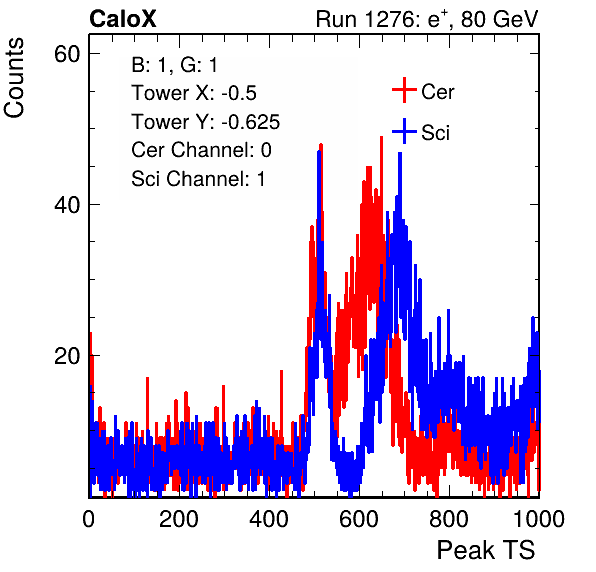 CaloX
Run 1276: e+, 80 GeV
Counts
B: 1, G: 1
Tower X: -0.5
Tower Y: -0.625
Cer Channel: 0
Sci Channel: 1
Cer
Sci
60
40
20
0 200 400 600 800 1000
Peak TS